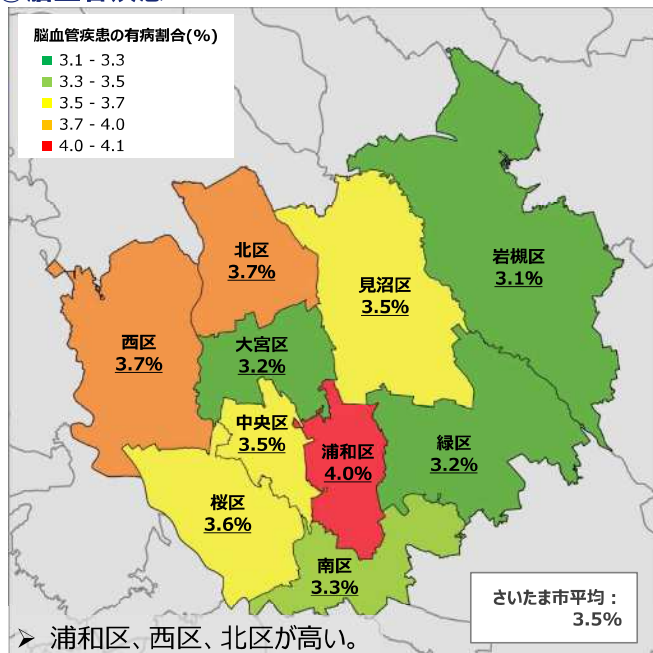 脳血管疾患の有病割合(%)
3.1 - 3.3
3.3 - 3.5
3.5 - 3.7
3.7 - 4.0
4.0 - 4.1
北区
3.7%
見沼区
3.5%
岩槻区
3.1%
西区
3.7%
大宮区
3.2%
中央区
3.5%
浦和区
4.0%
緑区
3.2%
桜区
3.6%
南区
3.3%
さいたま市平均：
3.5%
➢ 浦和区、西区、北区が高い。